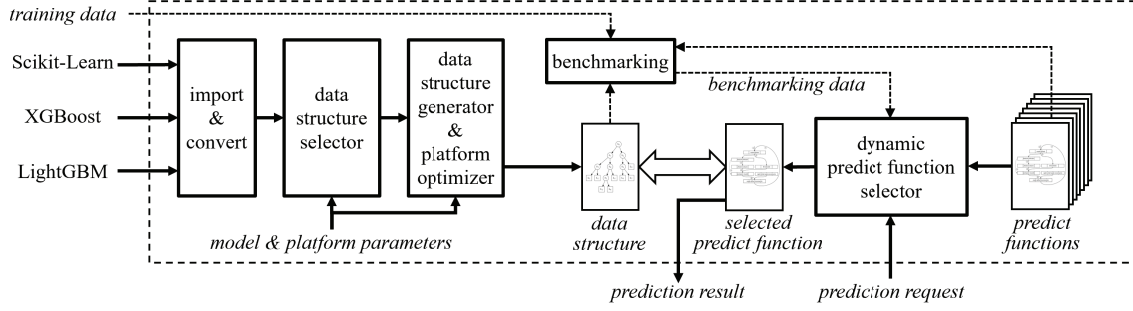 training data
Scikit-Learn
XGBoost
LightGBM
import
&
convert
data
structure
selector
data
structure
generator
&
platform
optimizer
model & platform parameters
benchmarking
benchmarking data
data
structure
selected
predict function
dynamic
predict function
selector
predict
functions
prediction result
prediction request